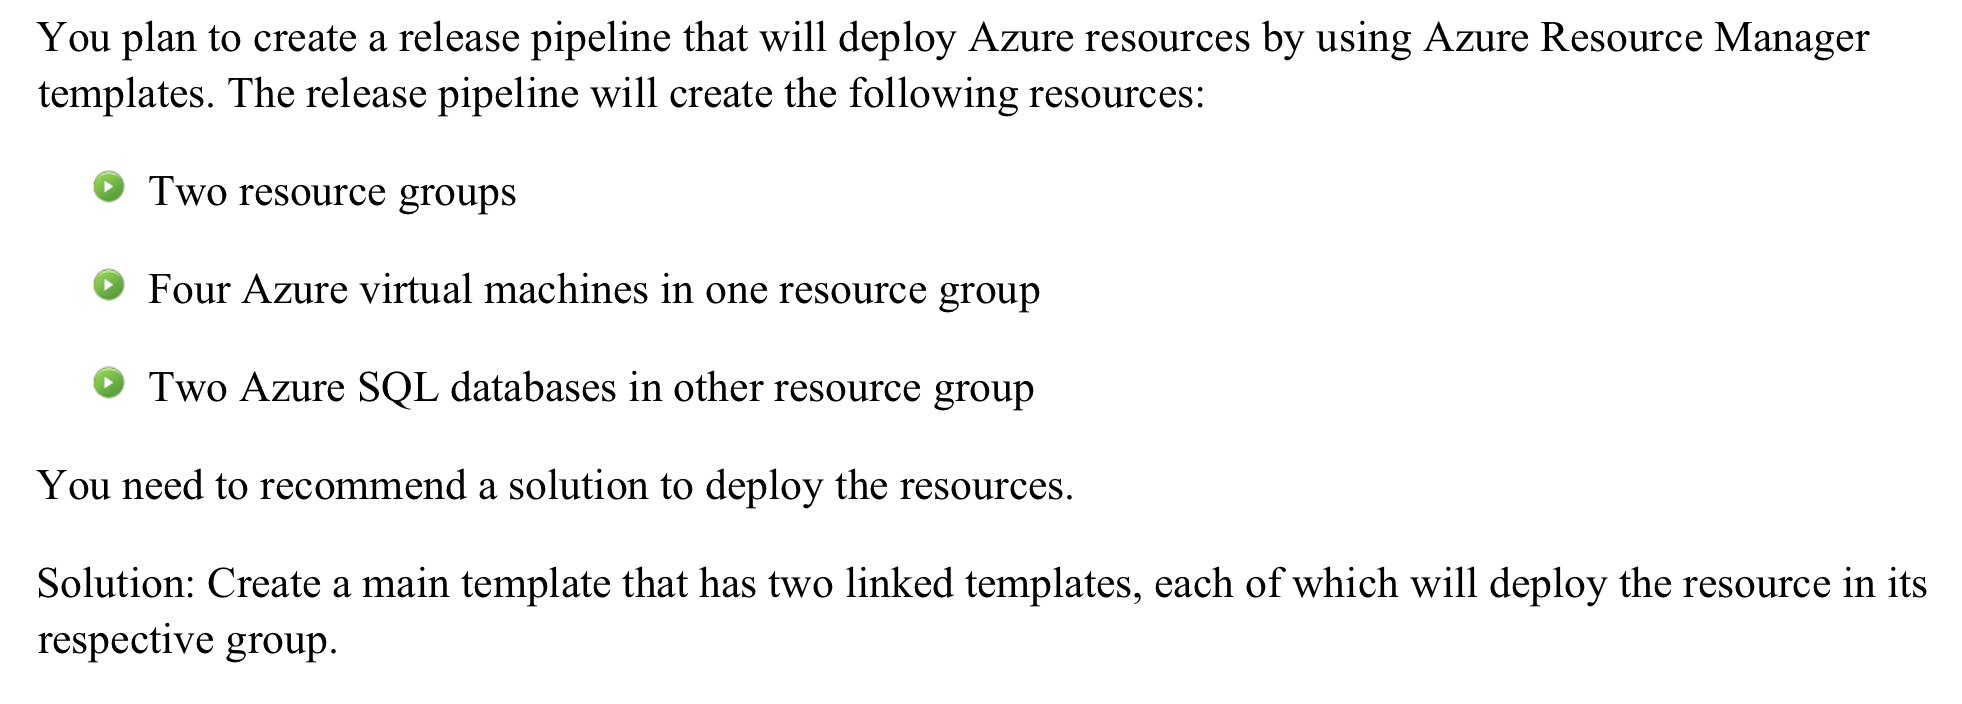 You plan to create a release pipeline that will deploy Azure resources by using Azure Resource Manager
templates. The release pipeline will create the following resources:
Two resource groups
Four Azure virtual machines in one resource group
Two Azure SQL databases in other resource group
You need to recommend a solution to deploy the resources.
Solution: Create a main template that has two linked templates, each of which will deploy the resource in its
respective group.